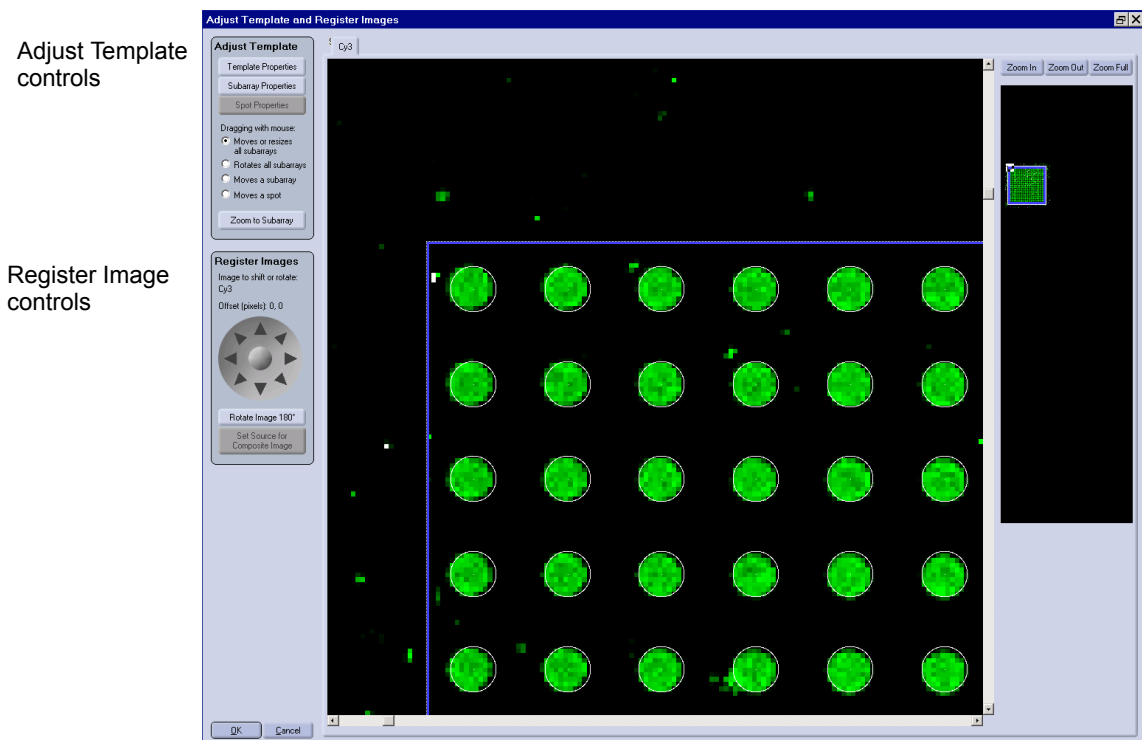 Adjust Template and Register Images
Adjust Template
controls
Adjust Template
Template Properties
Subarray Properties
Spot Properties
Dragging with mouse:
Moves or resizes
all subarrays
Rotates all subarrays
Moves a subarray
Moves a spot
Zoom to Subarray
Register Image
controls
Register Images
Image to shift or rotate:
Cy3
Offset (pixels): 0, 0
Rotate Image 180°
Set Source for
Composite Image
OK Cancel
Cy3
Zoom In Zoom Out Zoom Full